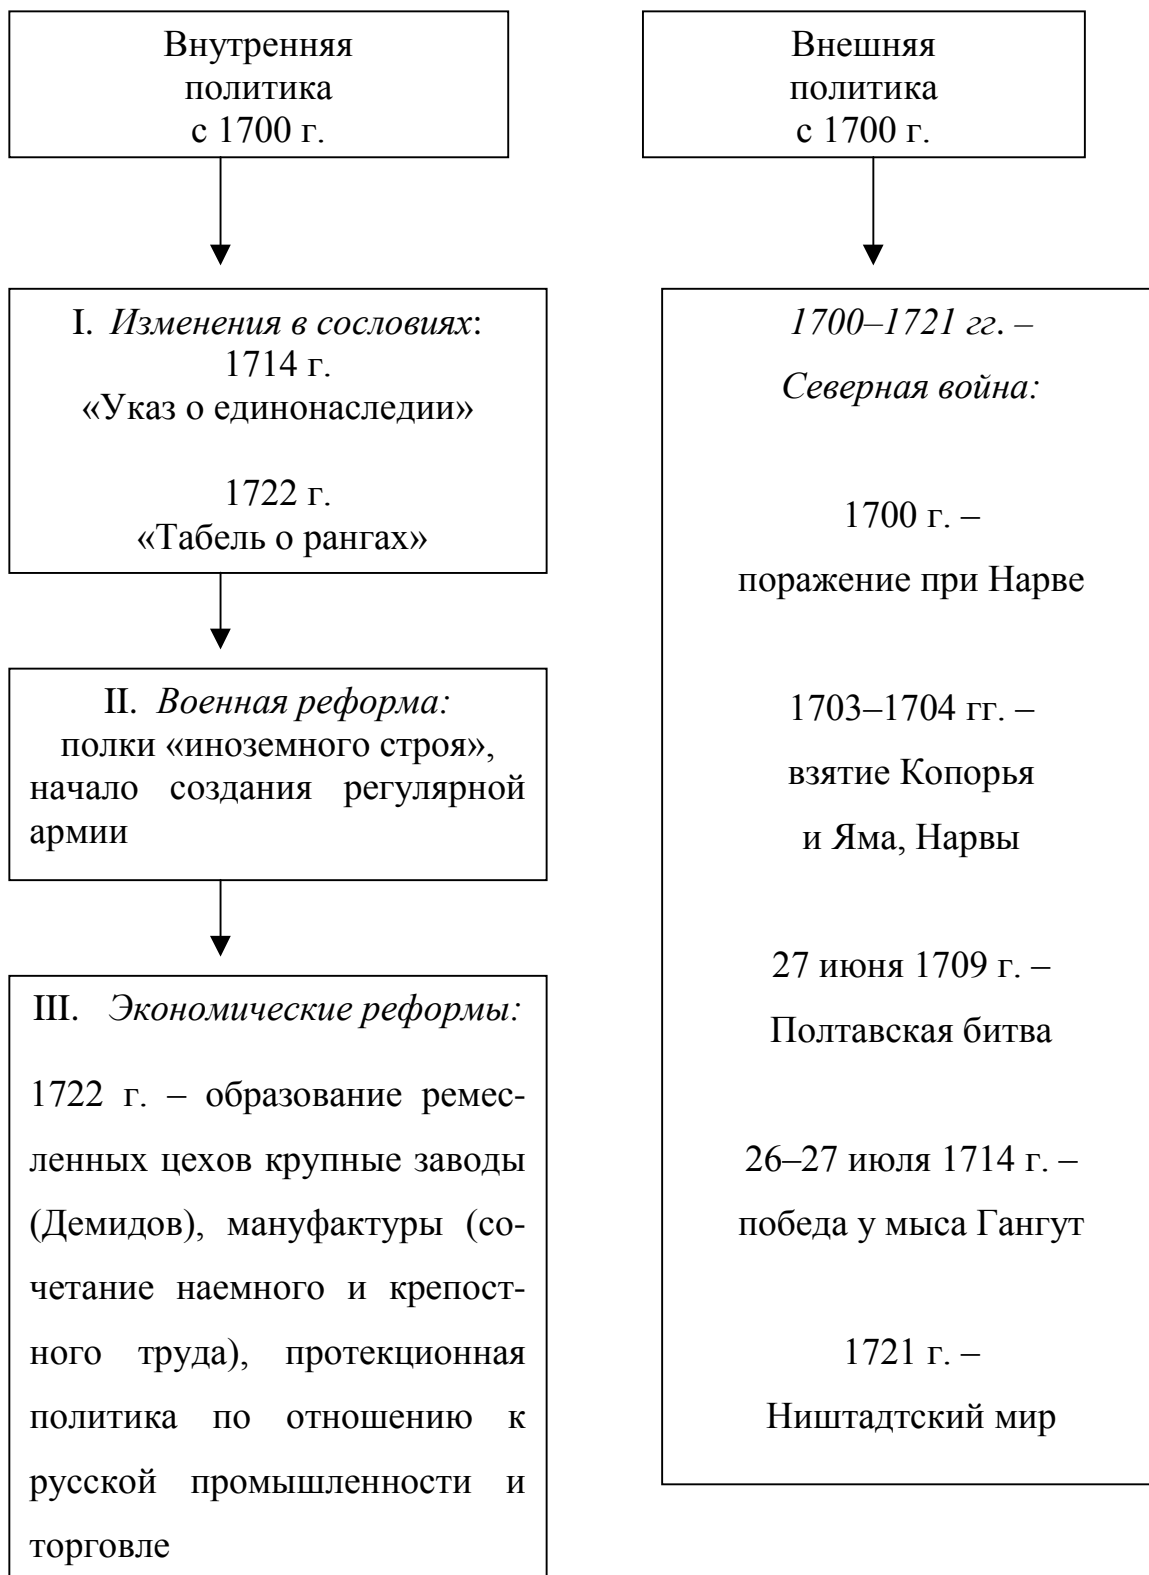 Внутренняя
политика
с 1700 г.
I. Изменения в сословиях:
1714 г.
«Указ о единонаследии»
1722 г.
«Табель о рангах»
II. Военная реформа:
полки «иноземного строя»,
начало создания регулярной
армии
III. Экономические реформы:
1722 г. – образование ремес-
ленных цехов крупные заводы
(Демидов), мануфактуры (со-
четание наемного и крепост-
ного труда), протекционная
политика по отношению к
русской промышленности и
торговле
Внешняя
политика
с 1700 г.
1700–1721 гг. –
Северная война:
1700 г. –
поражение при Нарве
1703–1704 гг. –
взятие Копорья
и Яма, Нарвы
27 июня 1709 г. –
Полтавская битва
26–27 июля 1714 г. –
победа у мыса Гангут
1721 г. –
Ништадтский мир